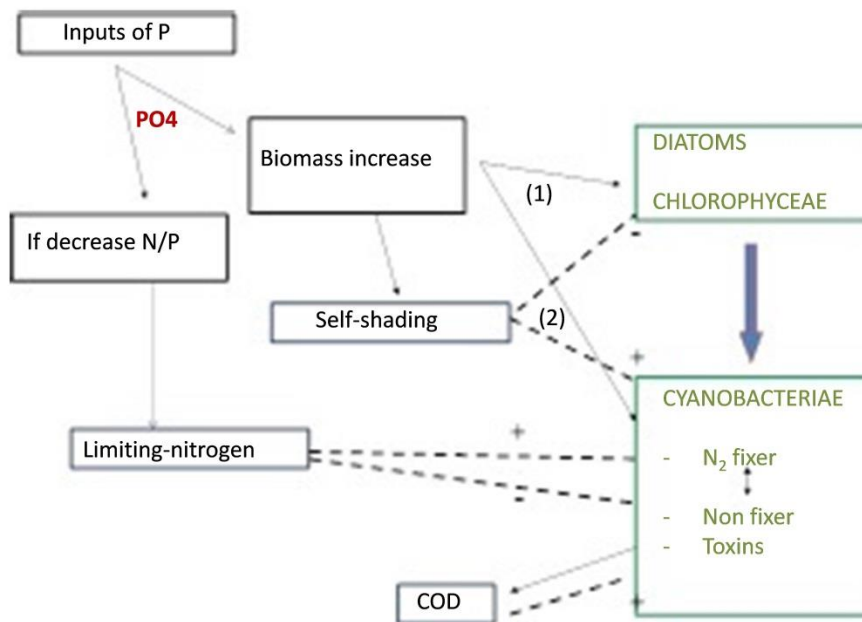 Inputs of P
PO4
Biomass increase
DIATOMS
(1)
CHLOROPHYCEAE
-
If decrease N/P
Self-shading
(2)
+
CYANOBACTERIAE
+
Limiting-nitrogen
- N₂ fixer
-
- Non fixer
- Toxins
COD
+